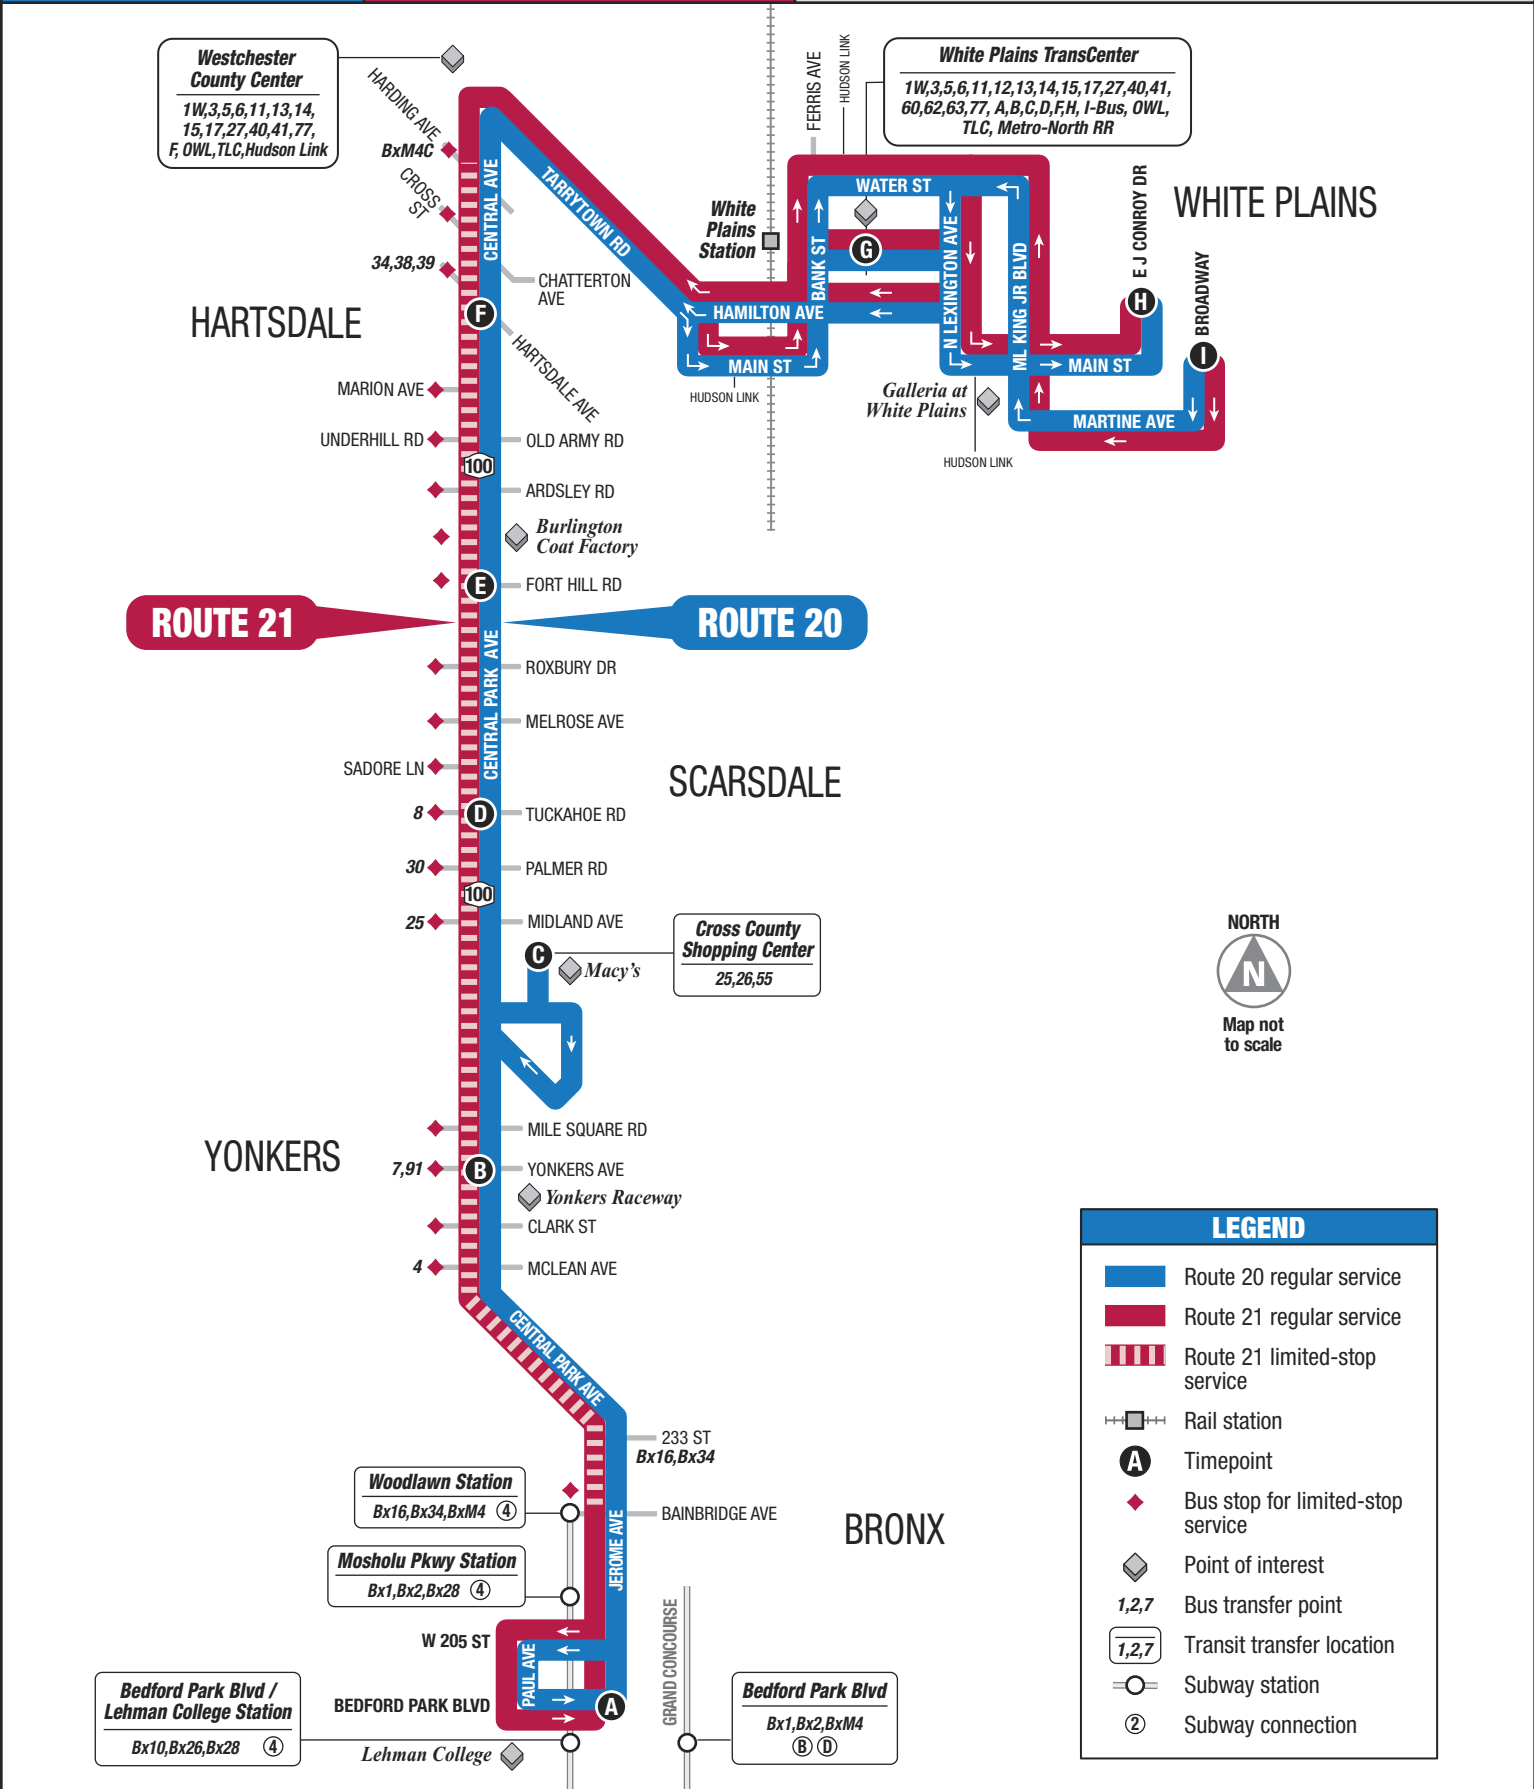 Westchester
County Center
1W,3,5,6,11,13,14,
15,17,27,40,41,77,
F, OWL,TLC,Hudson Link
HARDING AVE
BxM4C
CROSS
ST
34,38,39
CENTRAL AVE
TARRYTOWN RD
CHATTERTON
AVE
HARTSDALE
F
HARTSDALE AVE
FERRIS AVE
HUDSON LINK
White Plains TransCenter
1W,3,5,6,11,12,13,14,15,17,27,40,41,
60,62,63,77, A,B,C,D,F,H, I-Bus, OWL,
TLC, Metro-North RR
White
Plains
Station
WATER ST
BANK ST
G
N LEXINGTON AVE
ML KING JR BLVD
HAMILTON AVE
MAIN ST
HUDSON LINK
E J CONROY DR
WHITE PLAINS
H
BROADWAY
I
MAIN ST
Galleria at
White Plains
MARTINE AVE
HUDSON LINK
MARION AVE
UNDERHILL RD
OLD ARMY RD
100
ARDSLEY RD
Burlington
Coat Factory
E
FORT HILL RD
ROUTE 21
ROUTE 20
CENTRAL PARK AVE
ROXBURY DR
MELROSE AVE
SADORE LN
SCARSDALE
8
D
TUCKAHOE RD
30
PALMER RD
100
25
MIDLAND AVE
C
Macy's
Cross County
Shopping Center
25,26,55
NORTH
N
Map not
to scale
MILE SQUARE RD
YONKERS
7,91
B
YONKERS AVE
Yonkers Raceway
CLARK ST
4
MCLEAN AVE
CENTRAL PARK AVE
233 ST
Bx16,Bx34
Woodlawn Station
Bx16,Bx34,BxM4 4
BAINBRIDGE AVE
BRONX
JEROME AVE
Mosholu Pkwy Station
Bx1,Bx2,Bx28 4
W 205 ST
PAUL AVE
GRAND CONCOURSE
BEDFORD PARK BLVD
A
Bedford Park Blvd /
Lehman College Station
Bx10,Bx26,Bx28 4
Lehman College
Bedford Park Blvd
Bx1,Bx2,BxM4
B D
LEGEND
Route 20 regular service
Route 21 regular service
Route 21 limited-stop
service
Rail station
A Timepoint
Bus stop for limited-stop
service
Point of interest
1,2,7 Bus transfer point
1,2,7 Transit transfer location
Subway station
2 Subway connection